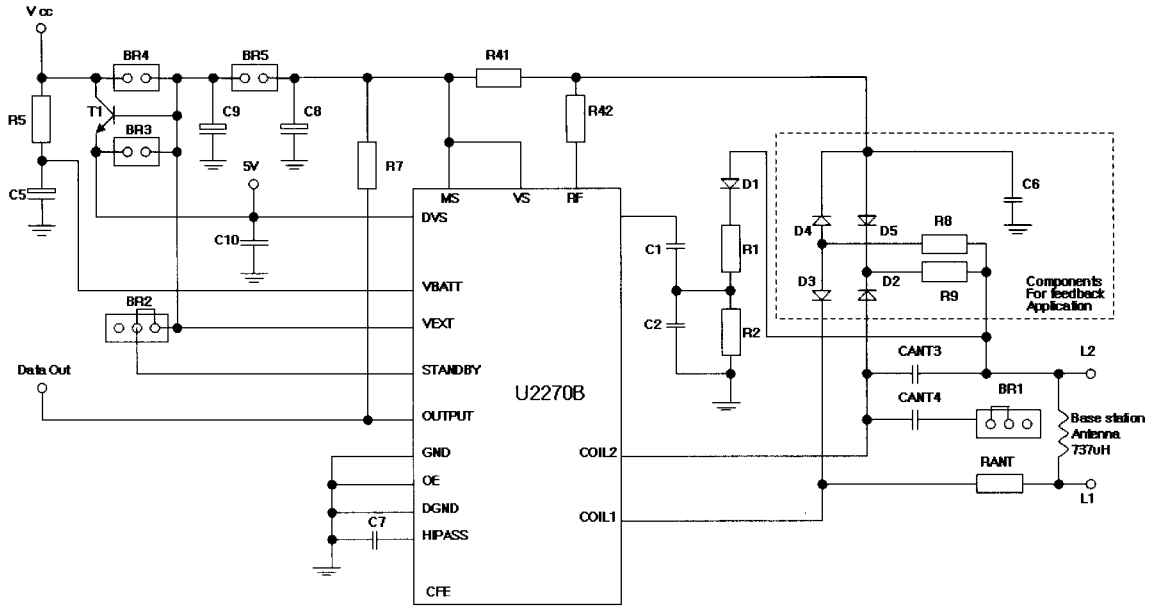 Vcc
BR4
BR5
R41
T1
C9
C8
R42
R5
BR3
5V
R7
D1
C6
C5
MS
VS
RF
DVS
C10
C1
R1
D4
D5
R8
VBATT
D3
D2
R9
Components
For feedback
Application
BR2
VEXT
C2
R2
STANDBY
CANT3
L2
Data Out
U2270B
CANT4
BR1
OUTPUT
Base station
Antenna
737uH
GND
COIL2
RANT
OE
L1
DGND
COIL1
C7
HIPASS
CFE